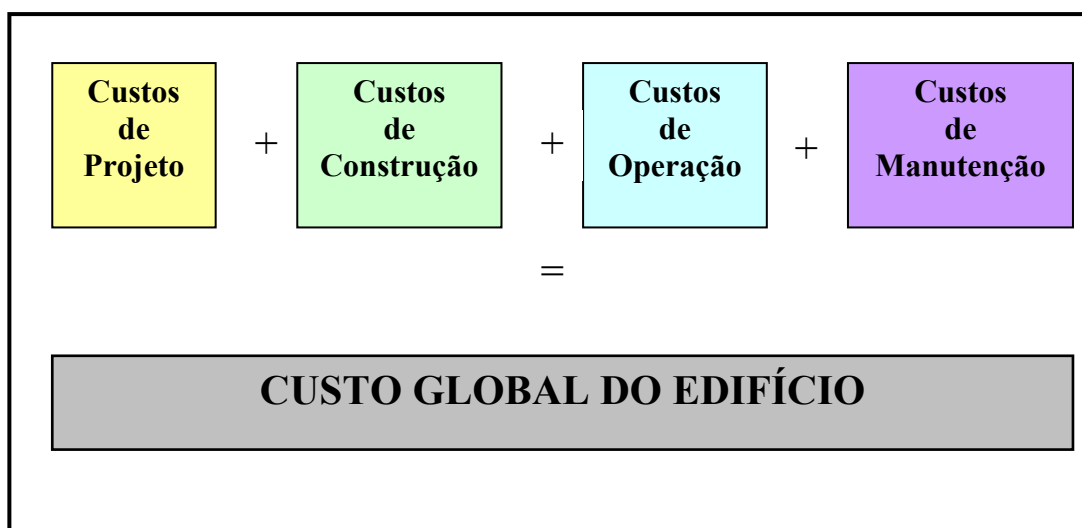 Custos
de
Projeto
+
Custos
de
Construção
+
Custos
de
Operação
+
Custos
de
Manutenção
=
CUSTO GLOBAL DO EDIFÍCIO